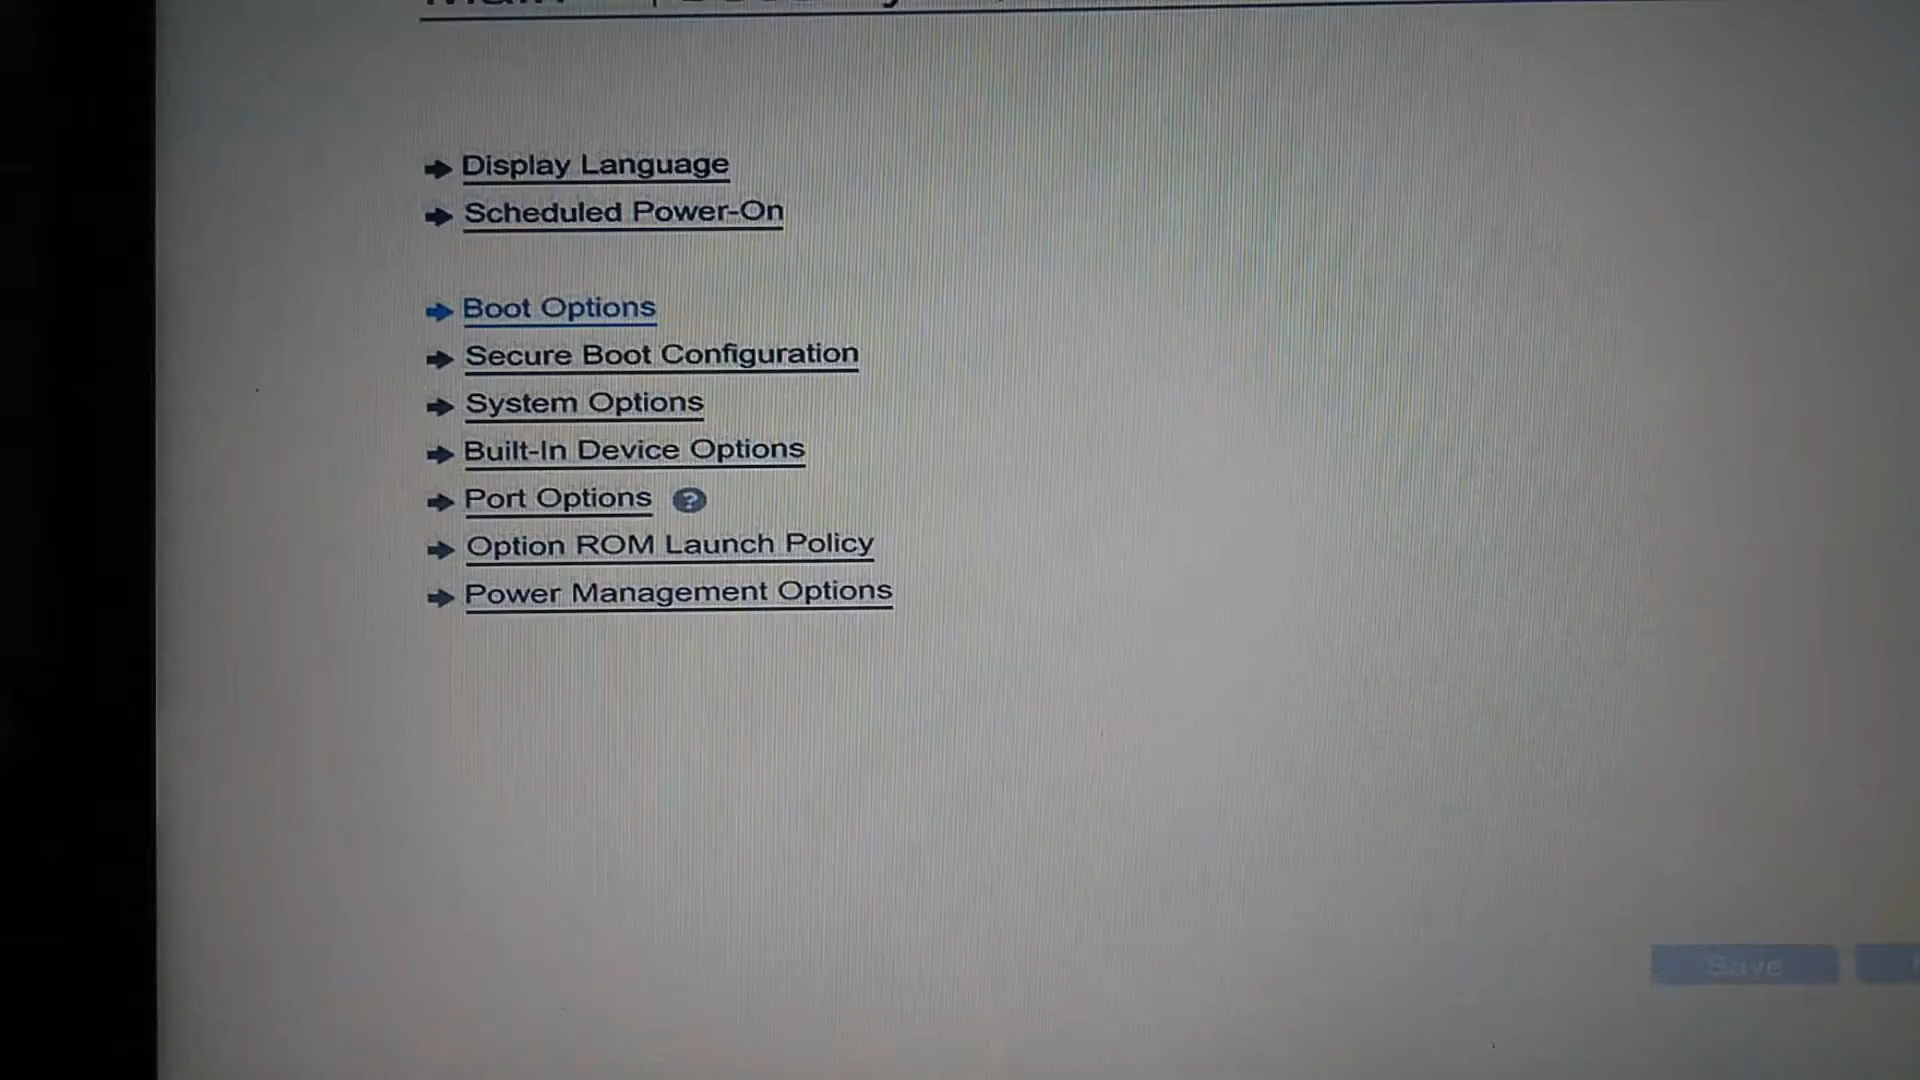 Display Language
Scheduled Power-On
Boot Options
Secure Boot Configuration
System Options
Built-In Device Options
Port Options ?
Option ROM Launch Policy
Power Management Options
Save